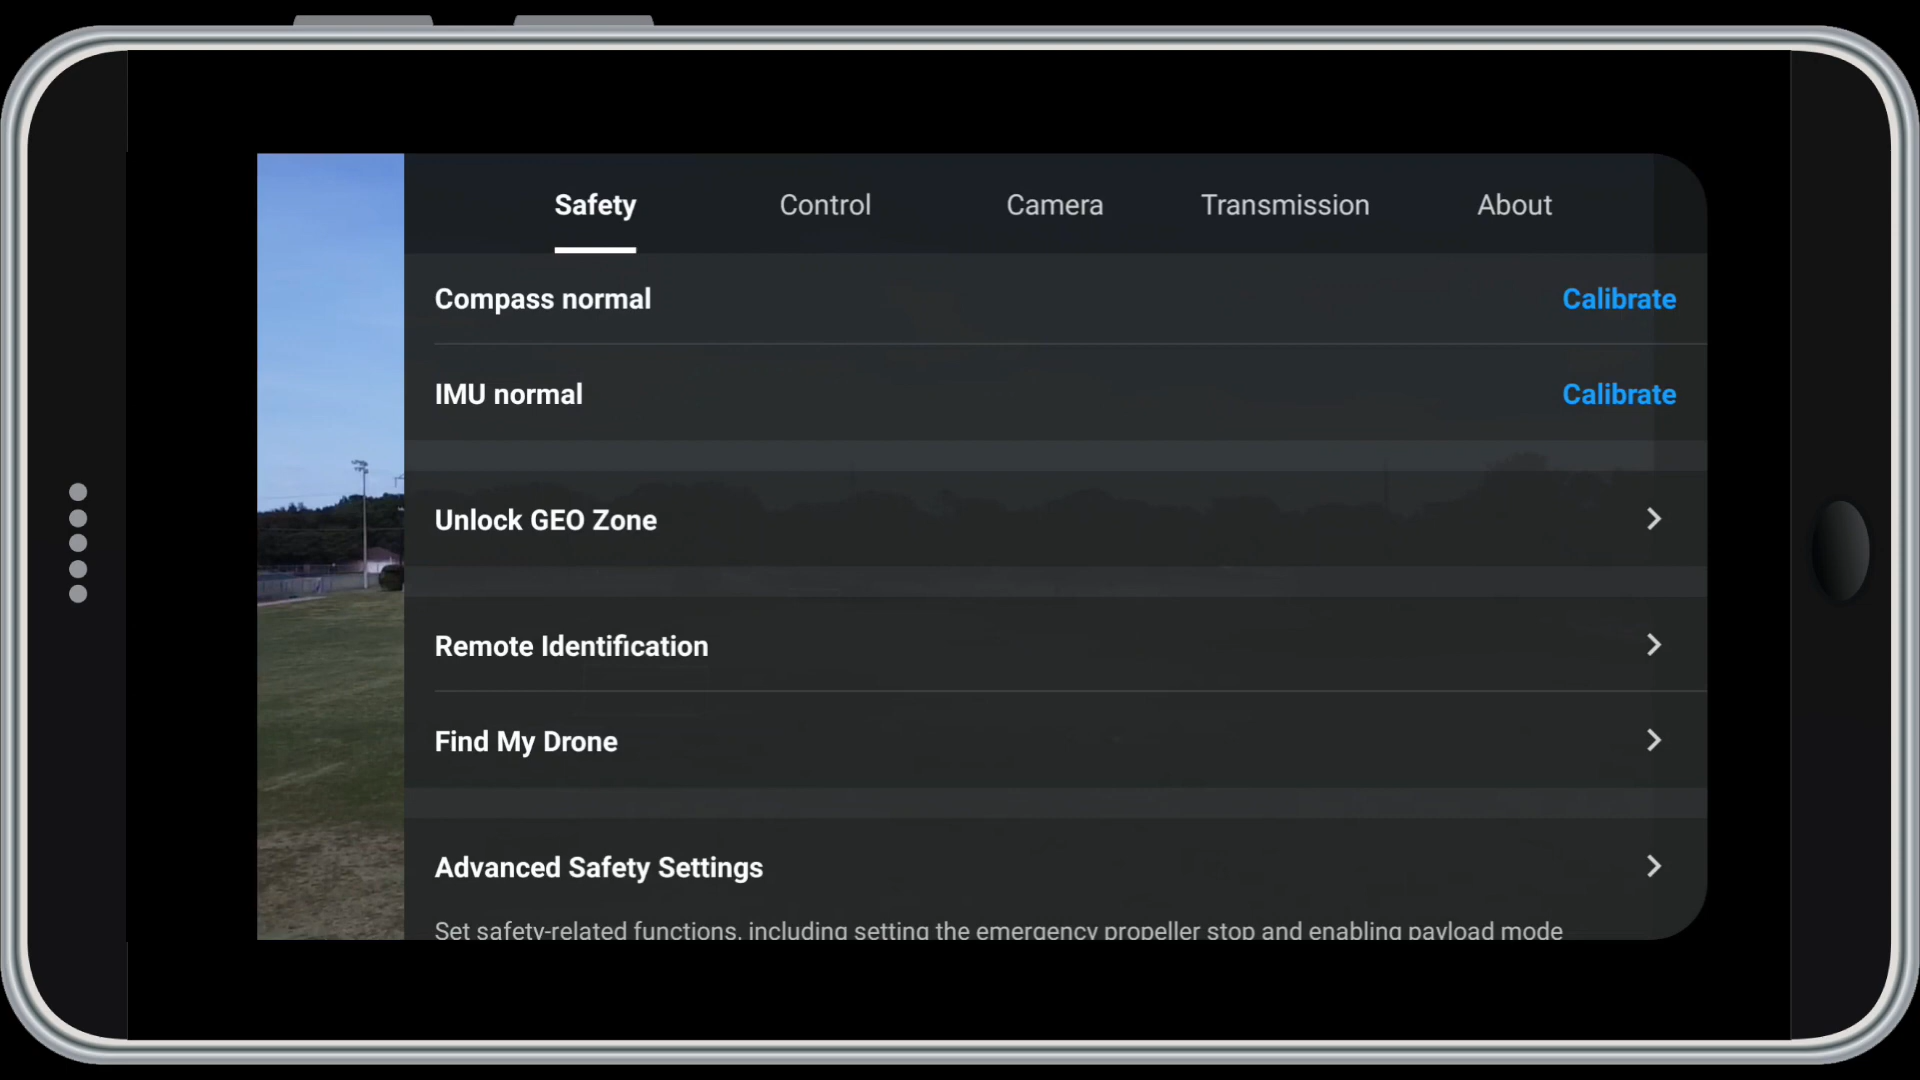 Safety Control Camera Transmission About
Compass normal Calibrate
IMU normal Calibrate
Unlock GEO Zone
Remote Identification
Find My Drone
Advanced Safety Settings
Set safety-related functions, including setting the emergency propeller stop and enabling payload mode